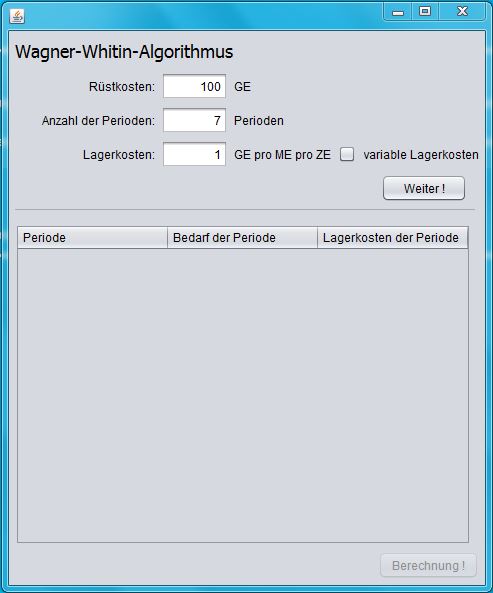 Wagner-Whitin-Algorithmus
Rüstkosten: 100 GE
Anzahl der Perioden: 7 Perioden
Lagerkosten: 1 GE pro ME pro ZE variable Lagerkosten
Weiter !
Periode Bedarf der Periode Lagerkosten der Periode
Berechnung !